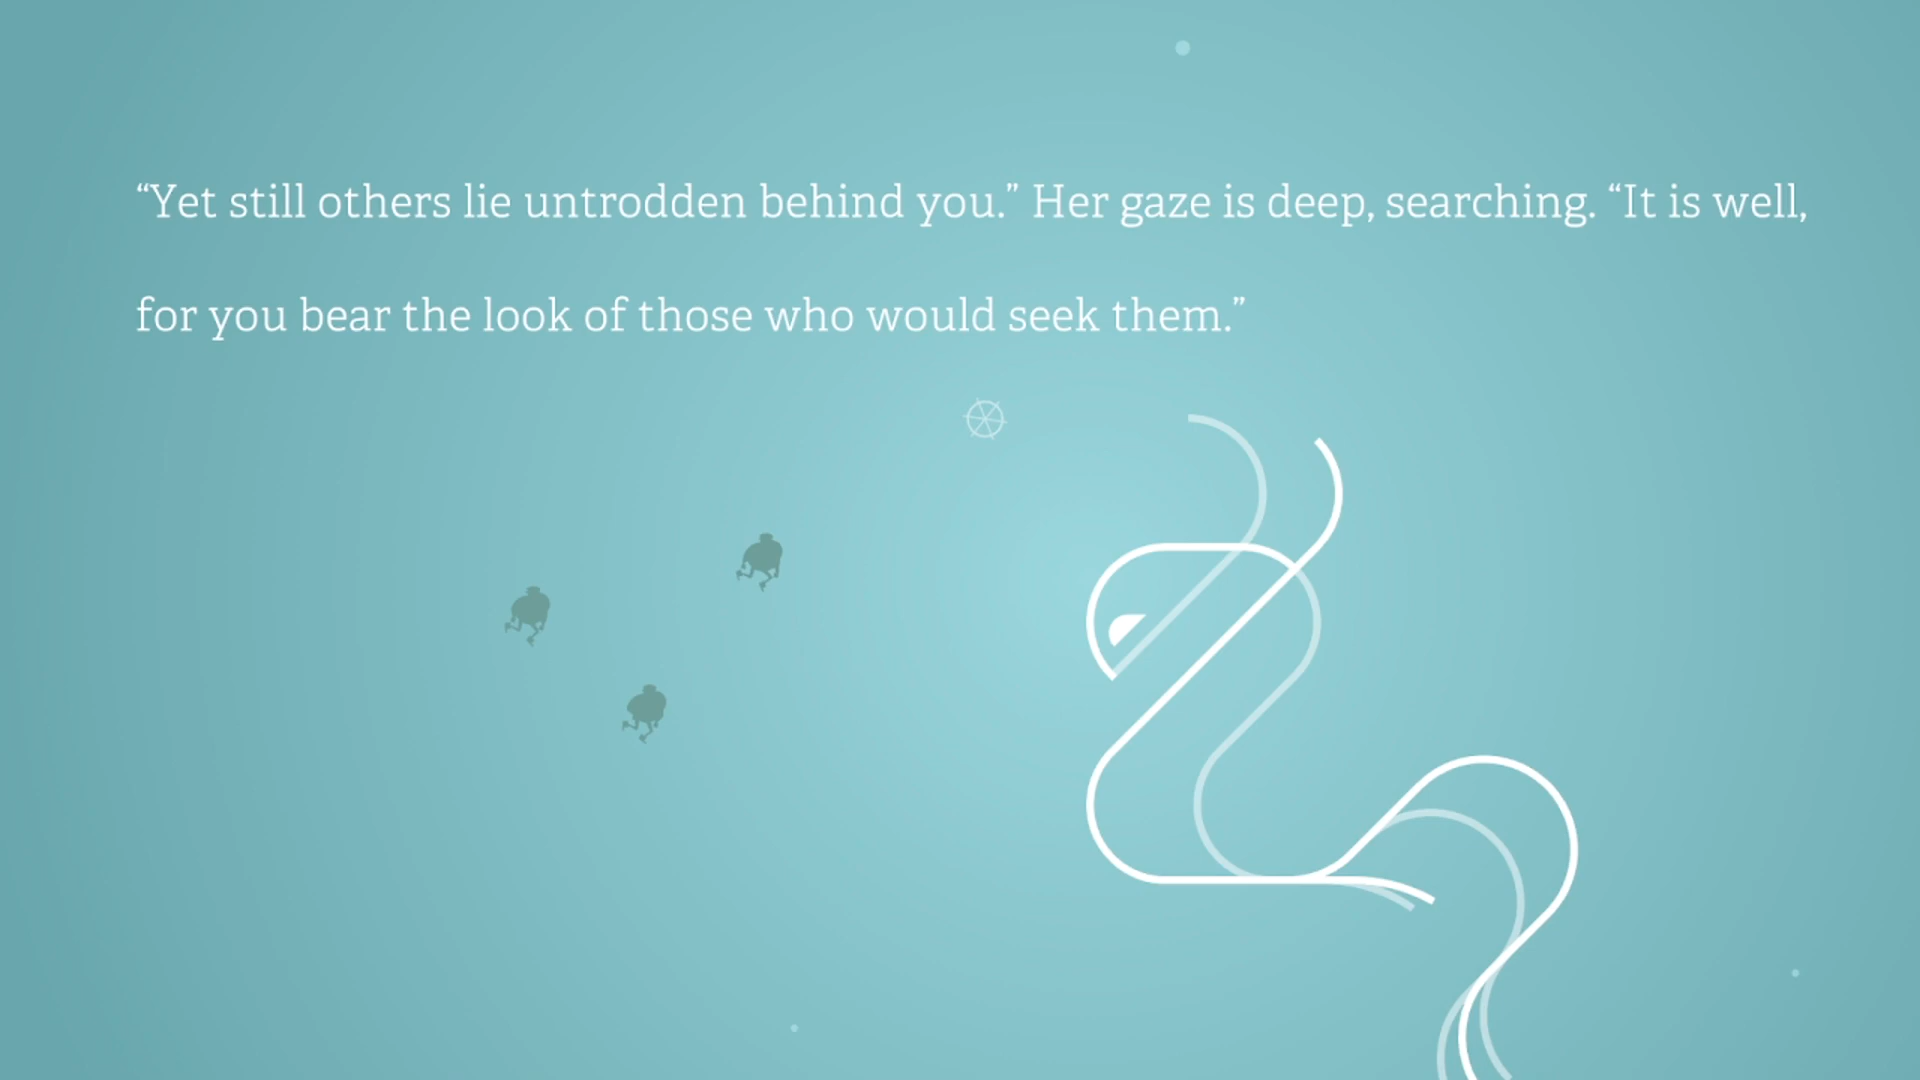 “Yet still others lie untrodden behind you.” Her gaze is deep, searching. “It is well,
for you bear the look of those who would seek them.”